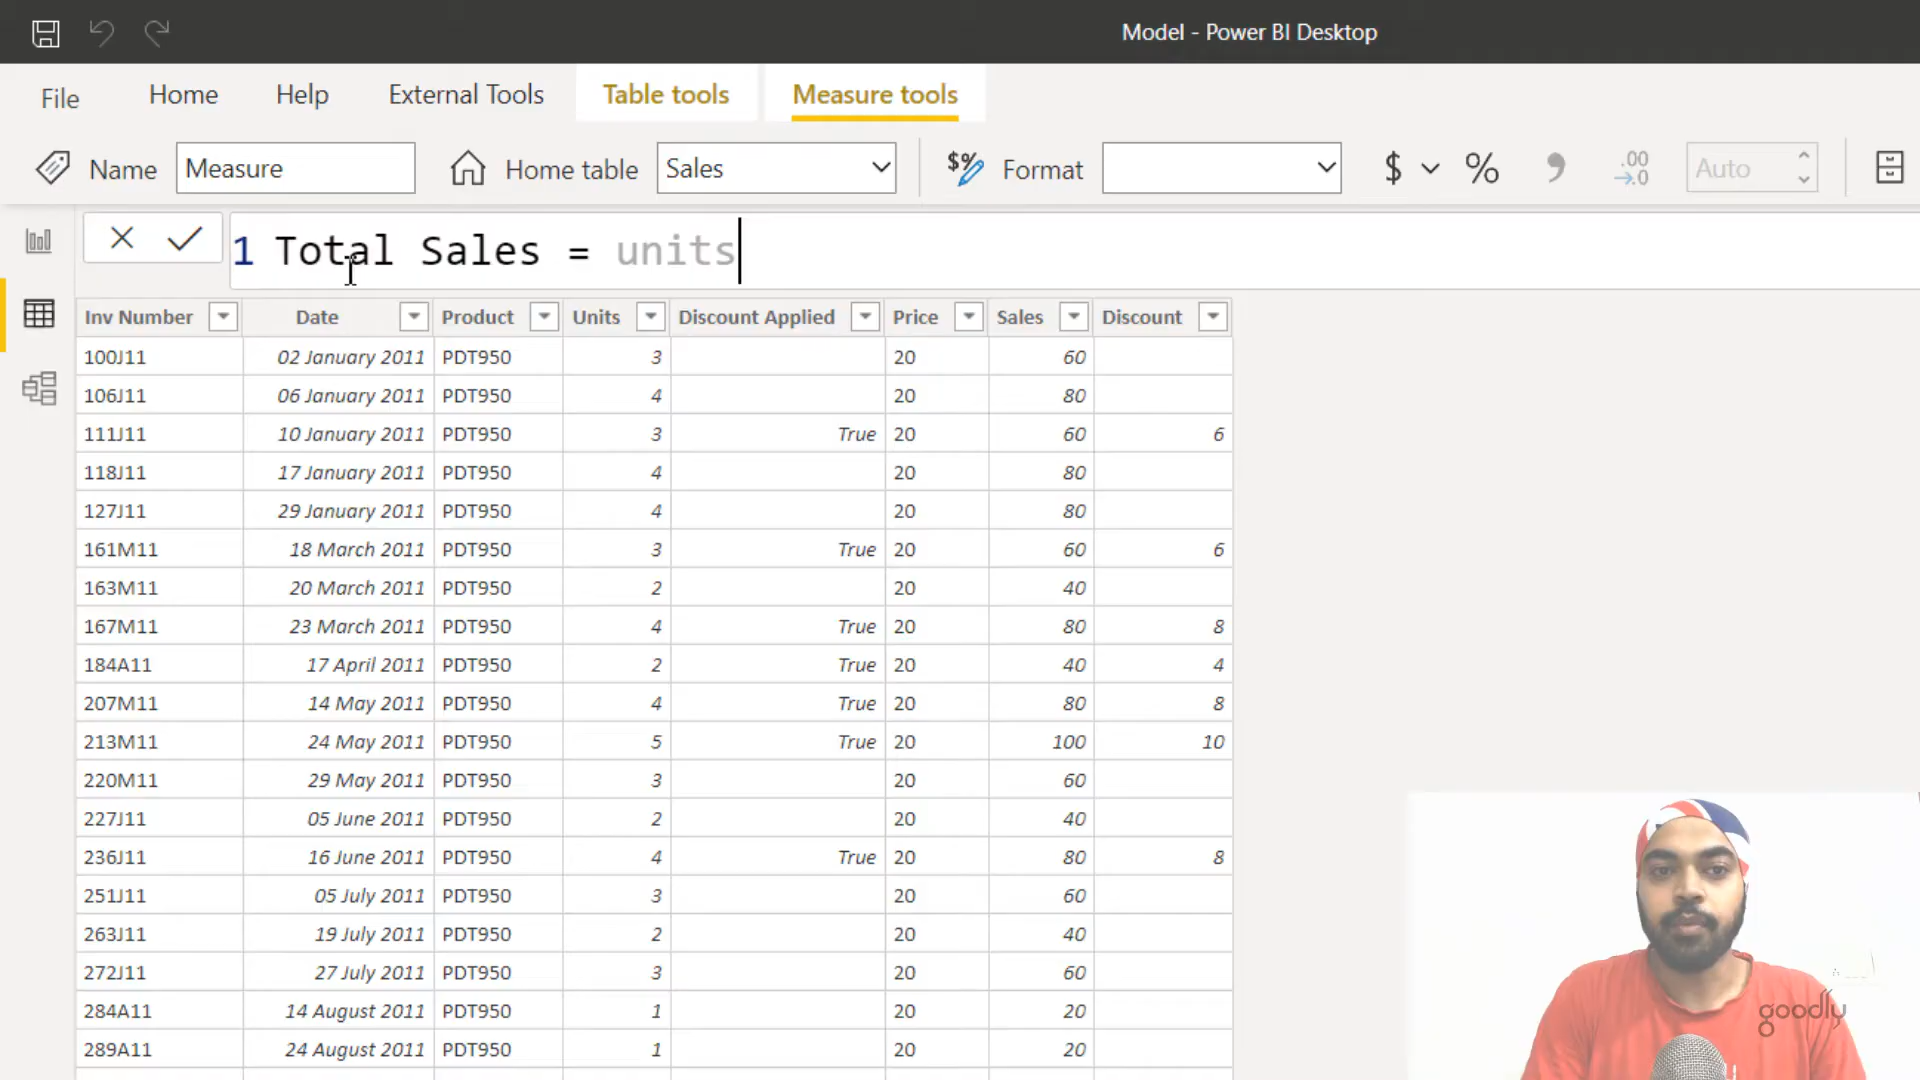 Model - Power BI Desktop
File Home Help External Tools Table tools Measure tools
Name Measure Home table Sales Format $ % .00 .0 Auto
1 Total Sales = units
Inv Number Date Product Units Discount Applied Price Sales Discount
100J11 02 January 2011 PDT950 3 20 60
106J11 06 January 2011 PDT950 4 20 80
111J11 10 January 2011 PDT950 3 True 20 60 6
118J11 17 January 2011 PDT950 4 20 80
127J11 29 January 2011 PDT950 4 20 80
161M11 18 March 2011 PDT950 3 True 20 60 6
163M11 20 March 2011 PDT950 2 20 40
167M11 23 March 2011 PDT950 4 True 20 80 8
184A11 17 April 2011 PDT950 2 True 20 40 4
207M11 14 May 2011 PDT950 4 True 20 80 8
213M11 24 May 2011 PDT950 5 True 20 100 10
220M11 29 May 2011 PDT950 3 20 60
227J11 05 June 2011 PDT950 2 20 40
236J11 16 June 2011 PDT950 4 True 20 80 8
251J11 05 July 2011 PDT950 3 20 60
263J11 19 July 2011 PDT950 2 20 40
272J11 27 July 2011 PDT950 3 20 60
284A11 14 August 2011 PDT950 1 20 20
289A11 24 August 2011 PDT950 1 20 20
goodly